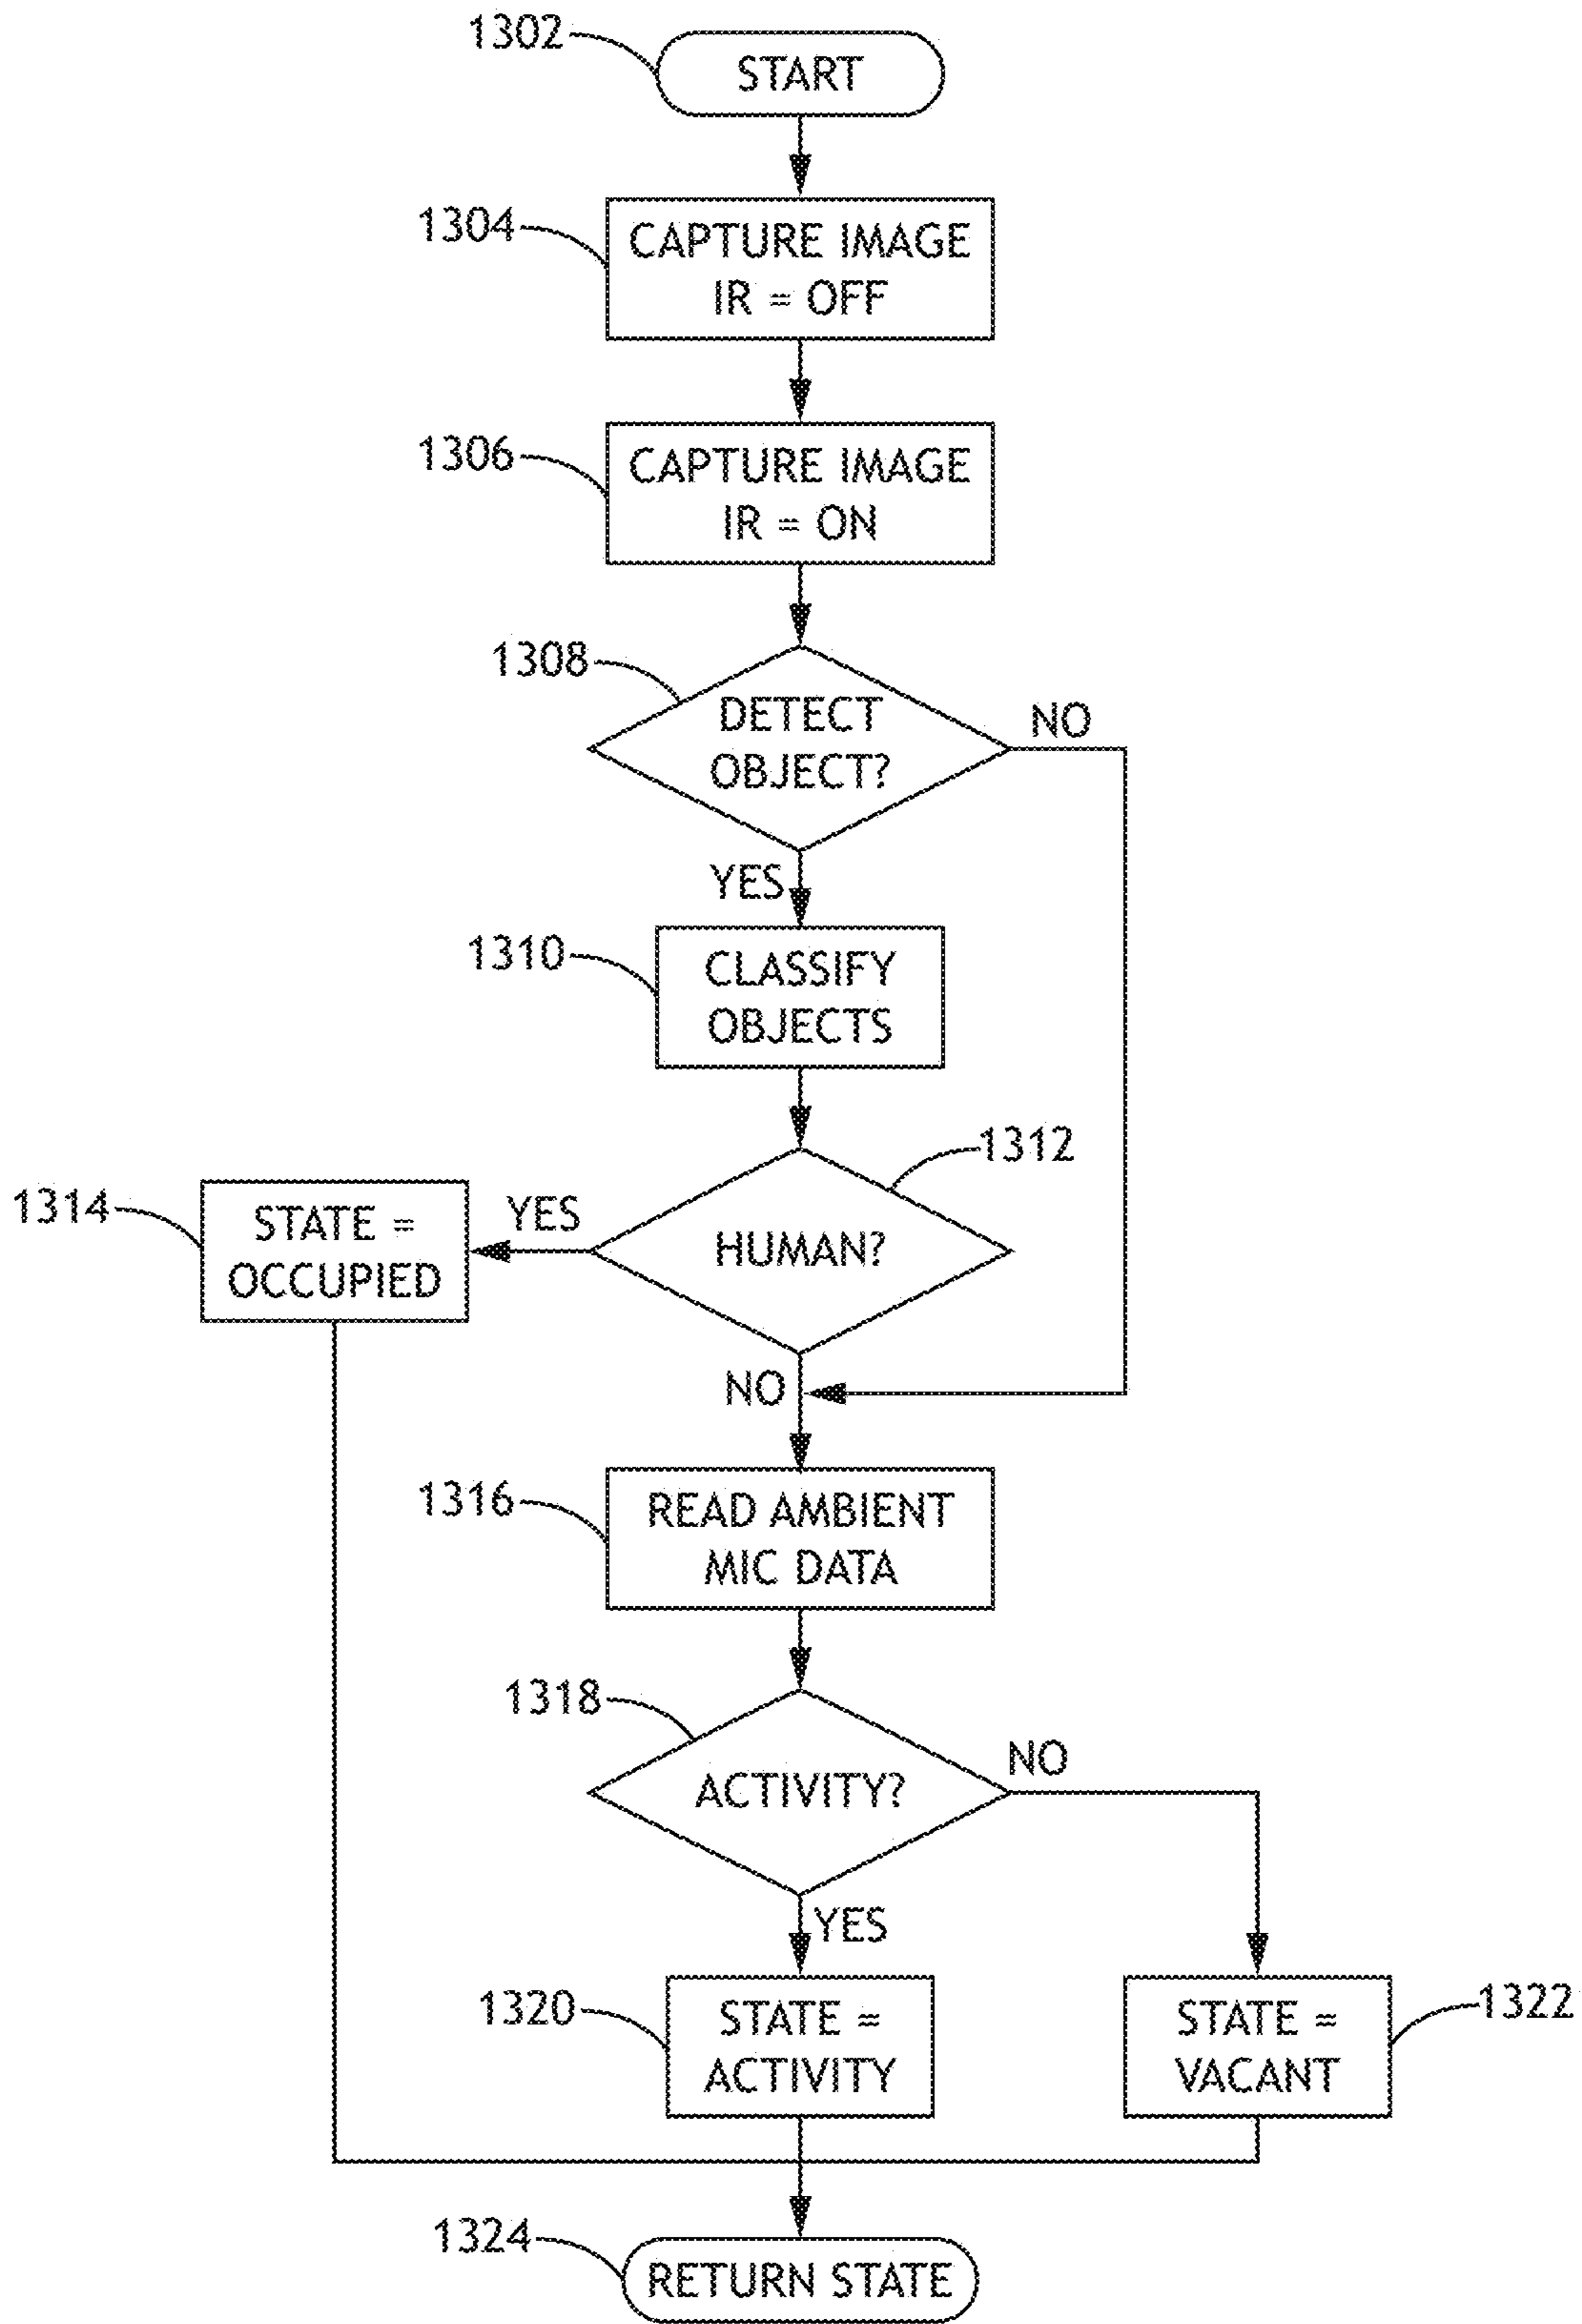 1302
START
1304
CAPTURE IMAGE
IR = OFF
1306
CAPTURE IMAGE
IR = ON
1308
DETECT
OBJECT?
NO
YES
1310
CLASSIFY
OBJECTS
1312
1314
STATE =
OCCUPIED
YES
HUMAN?
NO
1316
READ AMBIENT
MIC DATA
1318
ACTIVITY?
NO
YES
1320
STATE =
ACTIVITY
STATE =
VACANT
1322
1324
RETURN STATE